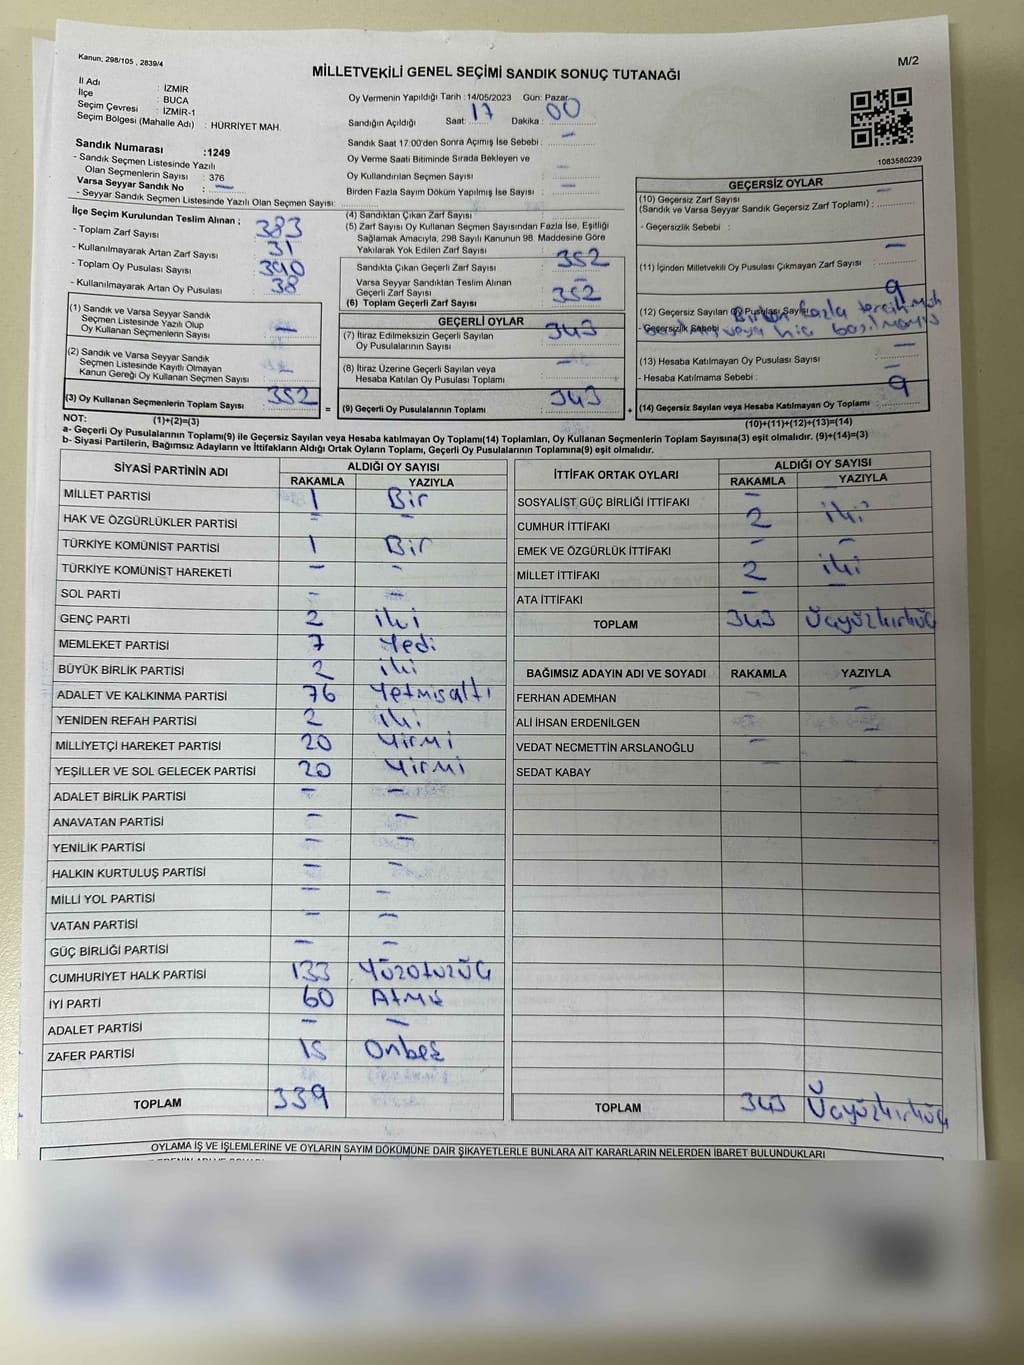 Kanun; 298/105 , 2839/4
M/2
MİLLETVEKİLİ GENEL SEÇİMİ SANDIK SONUÇ TUTANAĞI
İl Adı : İZMİR
İlçe : BUCA
Seçim Çevresi : İZMİR-1
Seçim Bölgesi (Mahalle Adı) : HÜRRİYET MAH.
Sandık Numarası :1249
- Sandık Seçmen Listesinde Yazılı
Olan Seçmenlerin Sayısı : 376
Varsa Seyyar Sandık No : –
- Seyyar Sandık Seçmen Listesinde Yazılı Olan Seçmen Sayısı:
Oy Vermenin Yapıldığı Tarih : 14/05/2023 Gün: Pazar
Sandığın Açıldığı Saat: 17 Dakika : 00
Sandık Saat 17.00'den Sonra Açımış İse Sebebi : –
Oy Verme Saati Bitiminde Sırada Bekleyen ve
Oy Kullandırılan Seçmen Sayısı : –
Birden Fazla Sayım Döküm Yapılmış İse Sayısı : –
1083580239
İlçe Seçim Kurulundan Teslim Alınan ;
- Toplam Zarf Sayısı : 383
- Kullanılmayarak Artan Zarf Sayısı : 31
- Toplam Oy Pusulası Sayısı : 390
- Kullanılmayarak Artan Oy Pusulası : 38
(1) Sandık ve Varsa Seyyar Sandık
Seçmen Listesinde Yazılı Olup
Oy Kullanan Seçmenlerin Sayısı : –
(2) Sandık ve Varsa Seyyar Sandık
Seçmen Listesinde Kayıtlı Olmayan
Kanun Gereği Oy Kullanan Seçmen Sayısı :
(3) Oy Kullanan Seçmenlerin Toplam Sayısı : 352
(1)+(2)=(3)
(4) Sandıktan Çıkan Zarf Sayısı :
(5) Zarf Sayısı Oy Kullanan Seçmen Sayısından Fazla İse, Eşitliği
Sağlamak Amacıyla, 298 Sayılı Kanunun 98. Maddesine Göre
Yakılarak Yok Edilen Zarf Sayısı :
Sandıkta Çıkan Geçerli Zarf Sayısı : 352
Varsa Seyyar Sandıktan Teslim Alınan
Geçerli Zarf Sayısı : –
(6) Toplam Geçerli Zarf Sayısı : 352
GEÇERLİ OYLAR
(7) İtiraz Edilmeksizin Geçerli Sayılan
Oy Pusulalarının Sayısı : 343
(8) İtiraz Üzerine Geçerli Sayılan veya
Hesaba Katılan Oy Pusulası Toplamı : –
= (9) Geçerli Oy Pusulalarının Toplamı : 343
GEÇERSİZ OYLAR
(10) Geçersiz Zarf Sayısı
(Sandık ve Varsa Seyyar Sandık Geçersiz Zarf Toplamı) : –
- Geçersizlik Sebebi :
(11) İçinden Milletvekili Oy Pusulası Çıkmayan Zarf Sayısı : –
(12) Geçersiz Sayılan Oy Pusulası Sayısı : 9
- Geçersizlik Sebebi
Birden fazla tercih
veya hiç basılmamış
(13) Hesaba Katılmayan Oy Pusulası Sayısı : –
- Hesaba Katılmama Sebebi :
+ (14) Geçersiz Sayılan veya Hesaba Katılmayan Oy Toplamı : 9
(10)+(11)+(12)+(13)=(14)
NOT:
a- Geçerli Oy Pusulalarının Toplamı(9) ile Geçersiz Sayılan veya Hesaba katılmayan Oy Toplamı(14) Toplamları, Oy Kullanan Seçmenlerin Toplam Sayısına(3) eşit olmalıdır. (9)+(14)=(3)
b- Siyasi Partilerin, Bağımsız Adayların ve İttifakların Aldığı Ortak Oyların Toplamı, Geçerli Oy Pusulalarının Toplamına(9) eşit olmalıdır.
SİYASİ PARTİNİN ADI ALDIĞI OY SAYISI
RAKAMLA YAZIYLA
MİLLET PARTİSİ 1 Bir
HAK VE ÖZGÜRLÜKLER PARTİSİ – –
TÜRKİYE KOMÜNİST PARTİSİ 1 Bir
TÜRKİYE KOMÜNİST HAREKETİ – –
SOL PARTİ – –
GENÇ PARTİ 2 iki
MEMLEKET PARTİSİ 7 Yedi
BÜYÜK BİRLİK PARTİSİ 2 iki
ADALET VE KALKINMA PARTİSİ 76 Yetmişaltı
YENİDEN REFAH PARTİSİ 2 iki
MİLLİYETÇİ HAREKET PARTİSİ 20 Yirmi
YEŞİLLER VE SOL GELECEK PARTİSİ 20 Yirmi
ADALET BİRLİK PARTİSİ – –
ANAVATAN PARTİSİ – –
YENİLİK PARTİSİ – –
HALKIN KURTULUŞ PARTİSİ – –
MİLLİ YOL PARTİSİ – –
VATAN PARTİSİ – –
GÜÇ BİRLİĞİ PARTİSİ – –
CUMHURİYET HALK PARTİSİ 133 Yüzotuzüç
İYİ PARTİ 60 Atmış
ADALET PARTİSİ – –
ZAFER PARTİSİ 15 Onbeş
TOPLAM 339
İTTİFAK ORTAK OYLARI ALDIĞI OY SAYISI
RAKAMLA YAZIYLA
SOSYALİST GÜÇ BİRLİĞİ İTTİFAKI –
CUMHUR İTTİFAKI 2 iki
EMEK VE ÖZGÜRLÜK İTTİFAKI – –
MİLLET İTTİFAKI 2 iki
ATA İTTİFAKI – –
TOPLAM 343 Üçyüzkırküç
BAĞIMSIZ ADAYIN ADI VE SOYADI RAKAMLA YAZIYLA
FERHAN ADEMHAN – –
ALİ İHSAN ERDENİLGEN – –
VEDAT NECMETTİN ARSLANOĞLU –
SEDAT KABAY – –
TOPLAM 343 Üçyüzkırküç
OYLAMA İŞ VE İŞLEMLERİNE VE OYLARIN SAYIM DÖKÜMÜNE DAİR ŞİKAYETLERLE BUNLARA AİT KARARLARIN NELERDEN İBARET BULUNDUKLARI